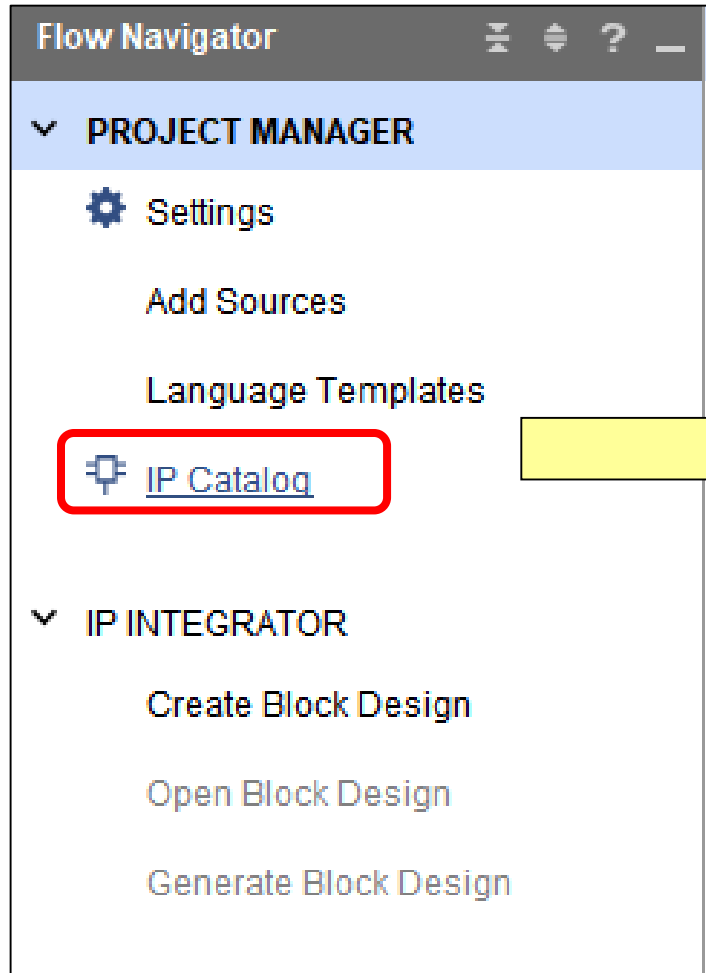 Flow Navigator ?
PROJECT MANAGER
Settings
Add Sources
Language Templates
IP Catalog
IP INTEGRATOR
Create Block Design
Open Block Design
Generate Block Design